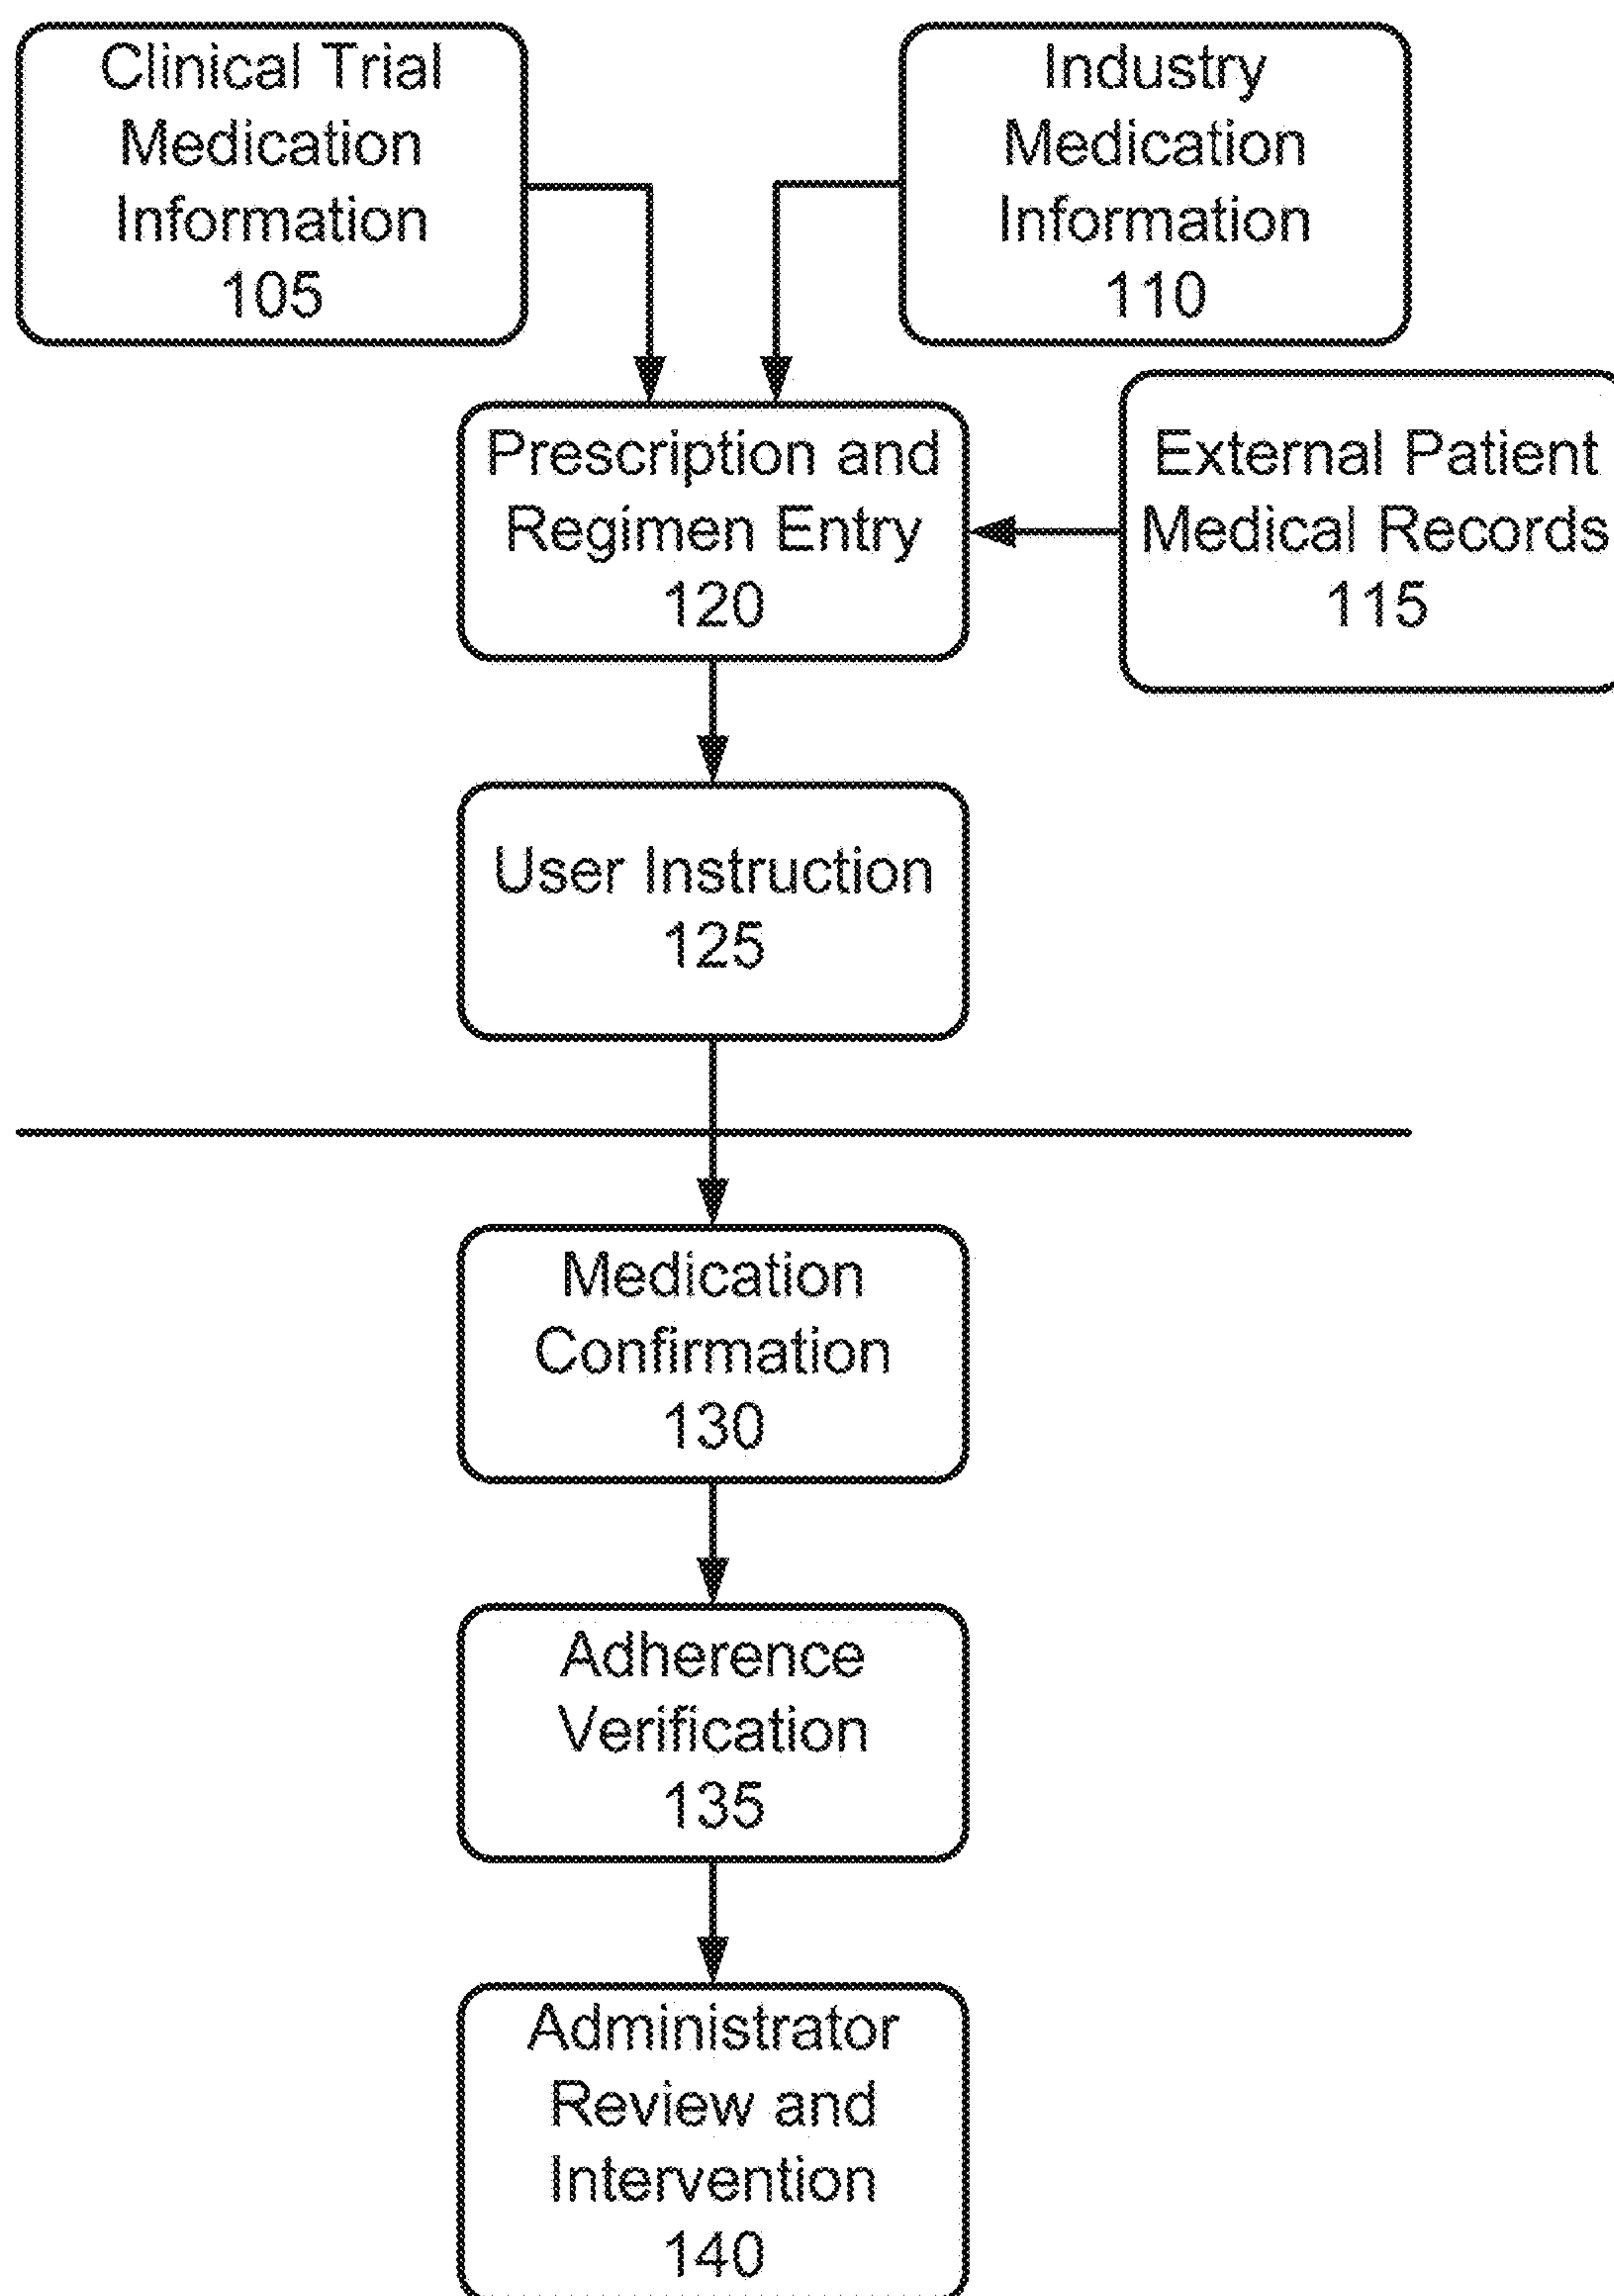 Clinical Trial
Medication
Information
105
Industry
Medication
Information
110
Prescription and
Regimen Entry
120
External Patient
Medical Records
115
User Instruction
125
Medication
Confirmation
130
Adherence
Verification
135
Administrator
Review and
Intervention
140